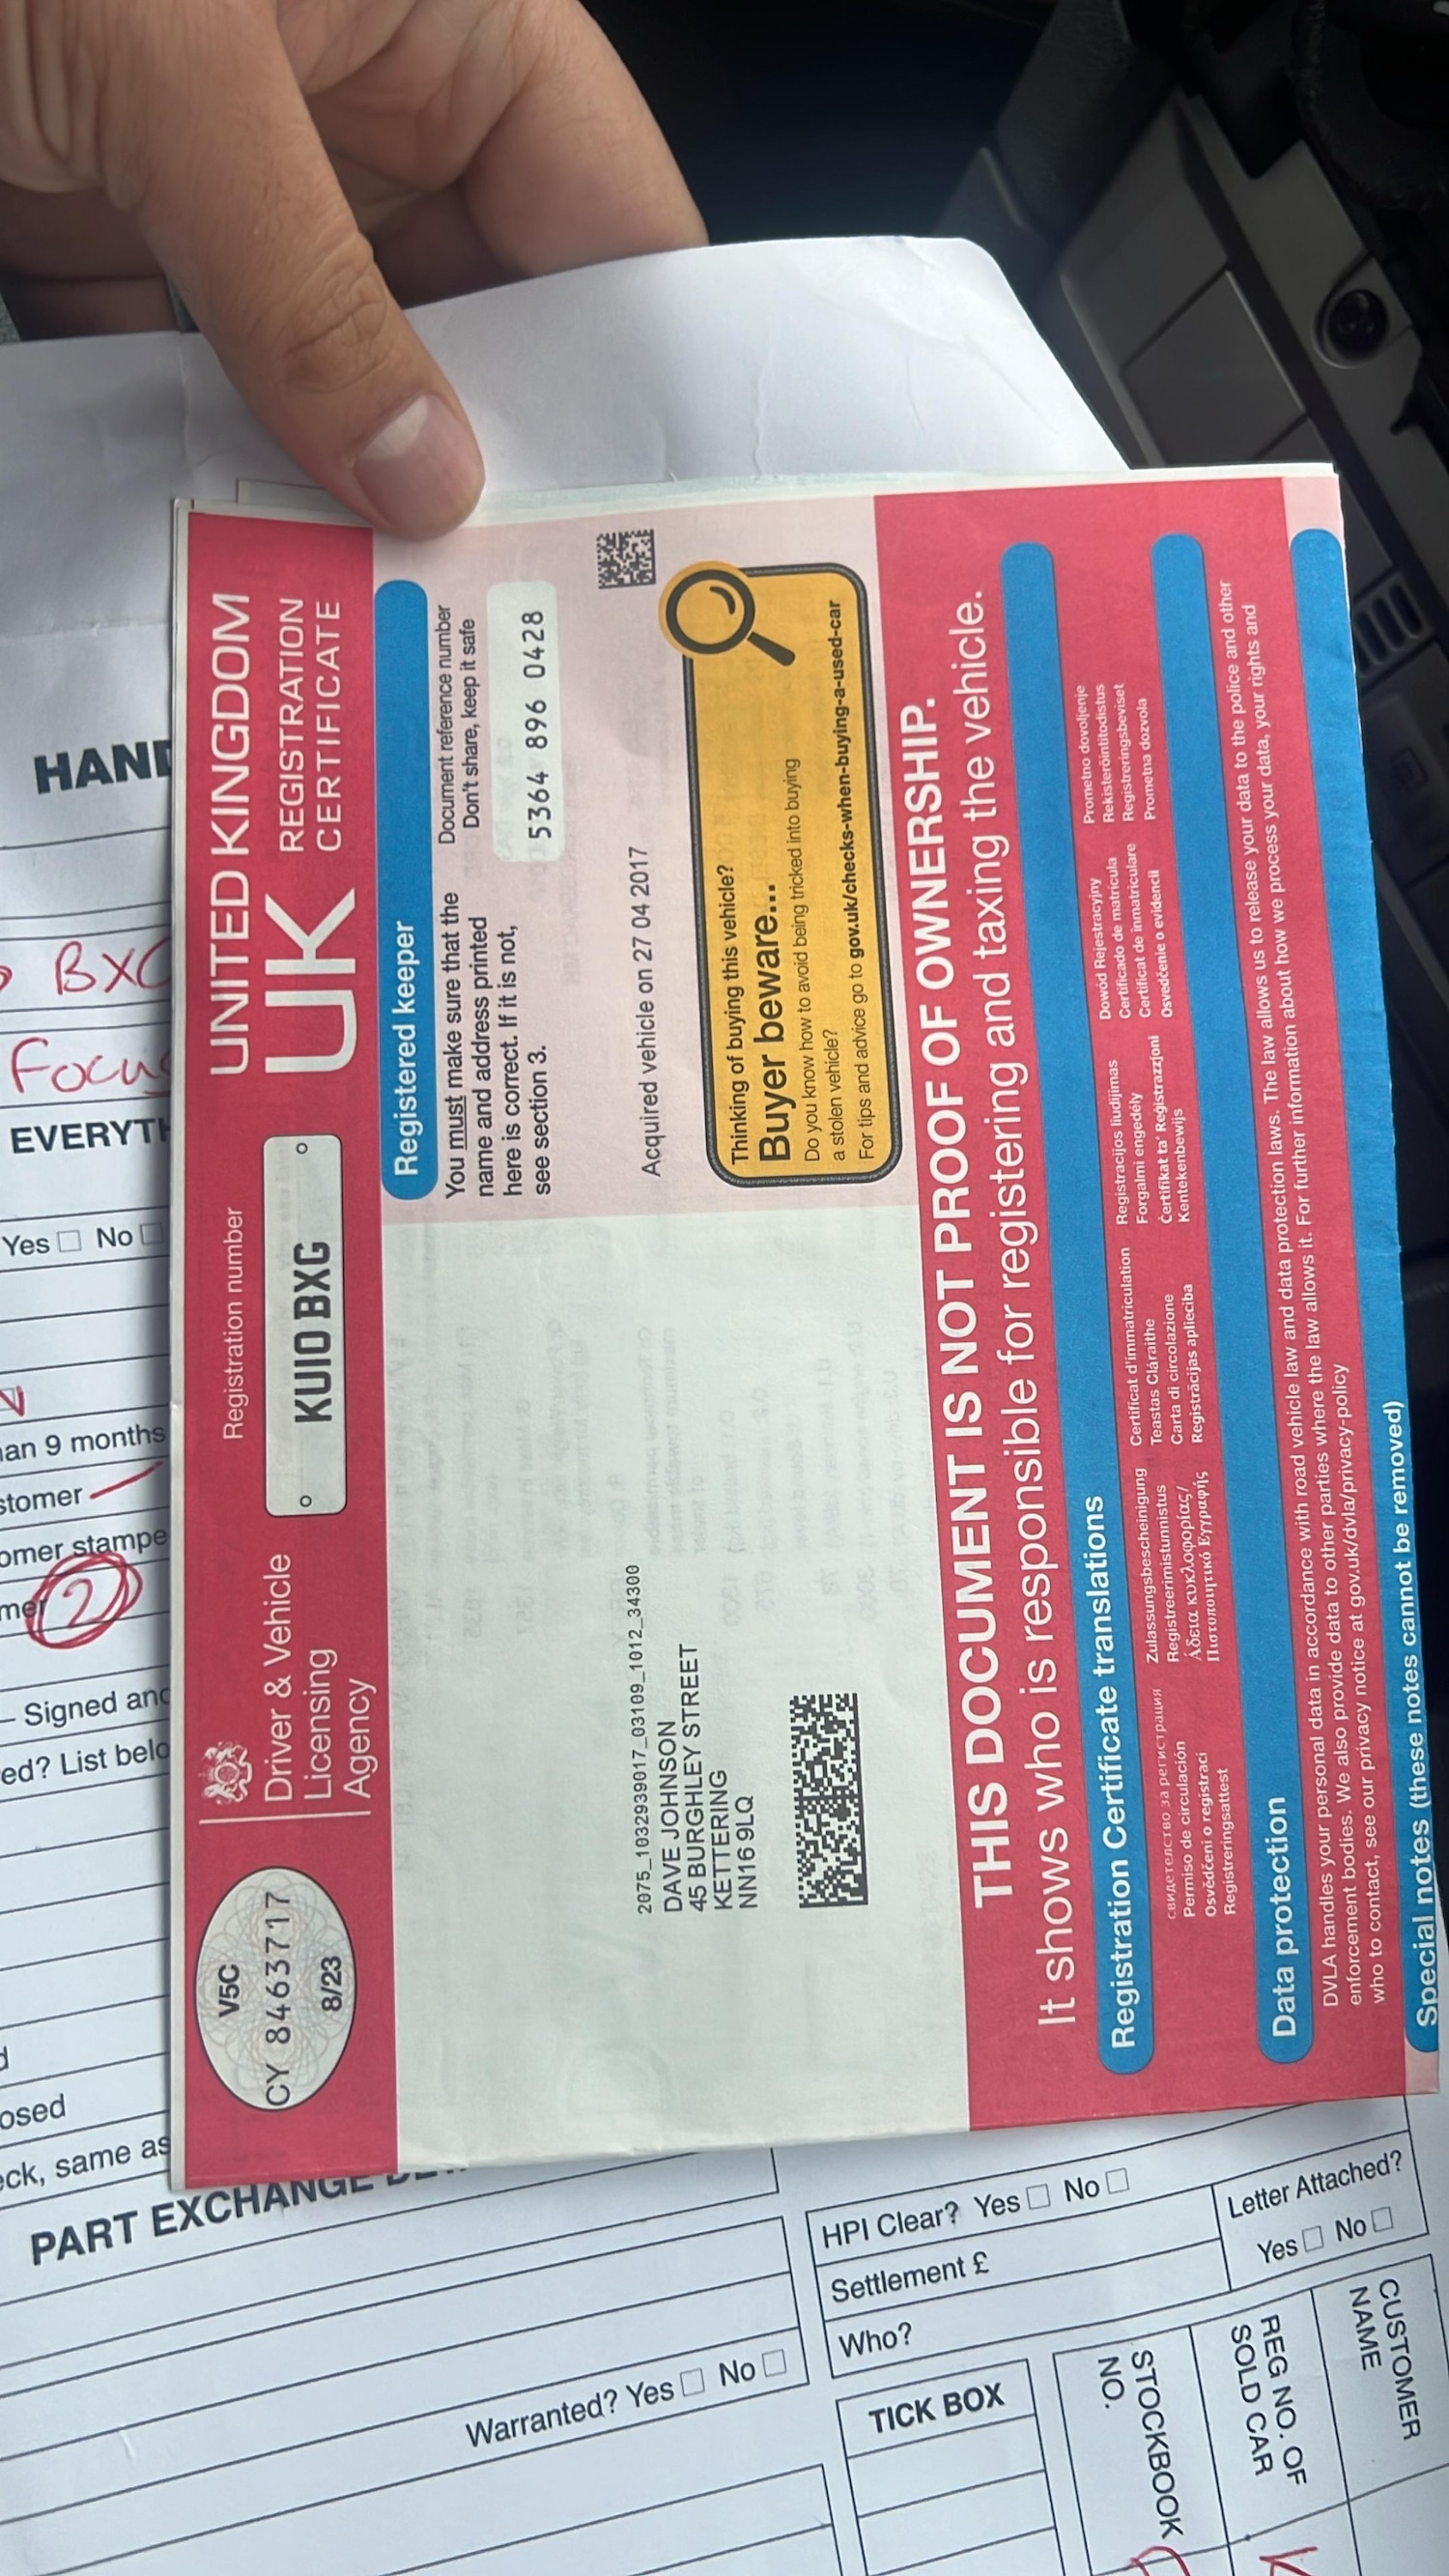 V5C
CY 8463717
8/23
Driver & Vehicle
Licensing
Agency
Registration number
KU10 BXG
UNITED KINGDOM
UK
REGISTRATION
CERTIFICATE
Registered keeper
You must make sure that the
name and address printed
here is correct. If it is not,
see section 3.
Document reference number
Don't share, keep it safe
5364 896 0428
Acquired vehicle on 27 04 2017
2075_1032939017_03109_1012_34300
DAVE JOHNSON
45 BURGHLEY STREET
KETTERING
NN16 9LQ
Thinking of buying this vehicle?
Buyer beware...
Do you know how to avoid being tricked into buying
a stolen vehicle?
For tips and advice go to gov.uk/checks-when-buying-a-used-car
THIS DOCUMENT IS NOT PROOF OF OWNERSHIP.
It shows who is responsible for registering and taxing the vehicle.
Registration Certificate translations
свидетелство за регистрация
Permiso de circulación
Osvědčení o registraci
Registreringsattest
Zulassungsbescheinigung
Registreerimistunnistus
Άδεια κυκλοφορίας/
Πιστοποιητικό Εγγραφής
Certificat d'immatriculation
Teastas Cláraithe
Carta di circolazione
Registrācijas apliecība
Registracijos liudijimas
Forgalmi engedély
Ċertifikat ta' Reġistrazzjoni
Kentekenbewijs
Dowód Rejestracyjny
Certificado de matrícula
Certificat de înmatriculare
Osvedčenie o evidencii
Prometno dovoljenje
Rekisteröintitodistus
Registreringsbeviset
Prometna dozvola
Data protection
DVLA handles your personal data in accordance with road vehicle law and data protection laws. The law allows us to release your data to the police and other
enforcement bodies. We also provide data to other parties where the law allows it. For further information about how we process your data, your rights and
who to contact, see our privacy notice at gov.uk/dvla/privacy-policy
Special notes (these notes cannot be removed)
HAND
BXG
Focus
EVERYTH
Yes No
an 9 months
stomer
omer stampe
mer 2
– Signed and
ed? List belo
osed
eck, same as
PART EXCHANGE
HPI Clear? Yes No
Settlement £
Letter Attached?
Yes No
Who?
Warranted? Yes No
TICK BOX
STOCKBOOK
NO.
REG NO. OF
SOLD CAR
CUSTOMER
NAME